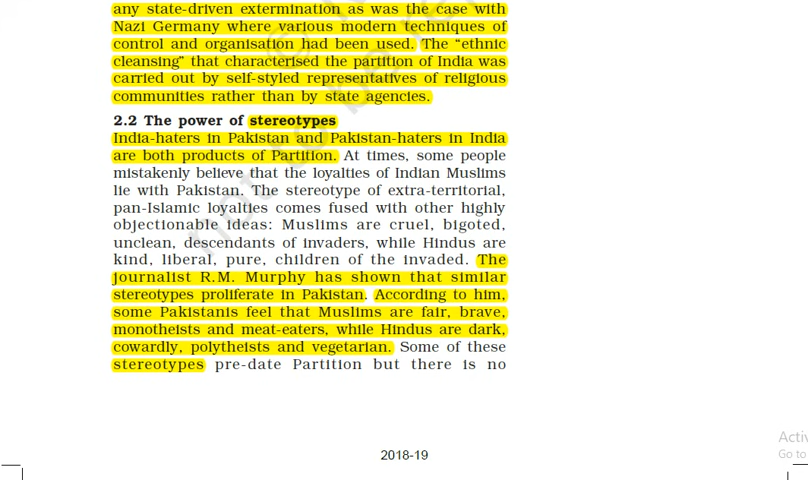 any state-driven extermination as was the case with
Nazi Germany where various modern techniques of
control and organisation had been used. The “ethnic
cleansing” that characterised the partition of India was
carried out by self-styled representatives of religious
communities rather than by state agencies.
2.2 The power of stereotypes
India-haters in Pakistan and Pakistan-haters in India
are both products of Partition. At times, some people
mistakenly believe that the loyalties of Indian Muslims
lie with Pakistan. The stereotype of extra-territorial,
pan-Islamic loyalties comes fused with other highly
objectionable ideas: Muslims are cruel, bigoted,
unclean, descendants of invaders, while Hindus are
kind, liberal, pure, children of the invaded. The
journalist R.M. Murphy has shown that similar
stereotypes proliferate in Pakistan. According to him,
some Pakistanis feel that Muslims are fair, brave,
monotheists and meat-eaters, while Hindus are dark,
cowardly, polytheists and vegetarian. Some of these
stereotypes pre-date Partition but there is no
2018-19
Go to